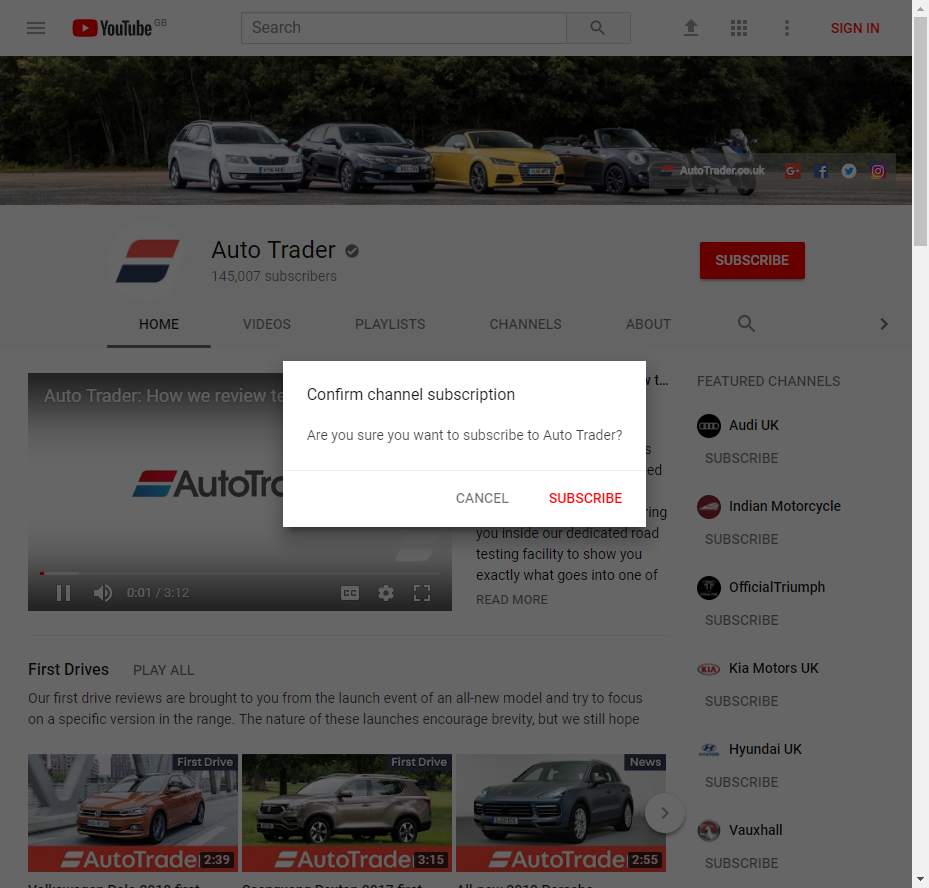 YouTube GB
Search
SIGN IN
AutoTrader.co.uk
Auto Trader
145,007 subscribers
SUBSCRIBE
HOME VIDEOS PLAYLISTS CHANNELS ABOUT
Auto Trader: How we review te
AutoTra
0:01 / 3:12
CC
Confirm channel subscription
Are you sure you want to subscribe to Auto Trader?
CANCEL SUBSCRIBE
you inside our dedicated road
testing facility to show you
exactly what goes into one of
READ MORE
FEATURED CHANNELS
Audi UK
SUBSCRIBE
Indian Motorcycle
SUBSCRIBE
OfficialTriumph
SUBSCRIBE
KIA
Kia Motors UK
SUBSCRIBE
Hyundai UK
SUBSCRIBE
Vauxhall
SUBSCRIBE
First Drives PLAY ALL
Our first drive reviews are brought to you from the launch event of an all-new model and try to focus
on a specific version in the range. The nature of these launches encourage brevity, but we still hope
First Drive
AutoTrade
2:39
First Drive
AutoTrade
3:15
News
AutoTrade
2:55